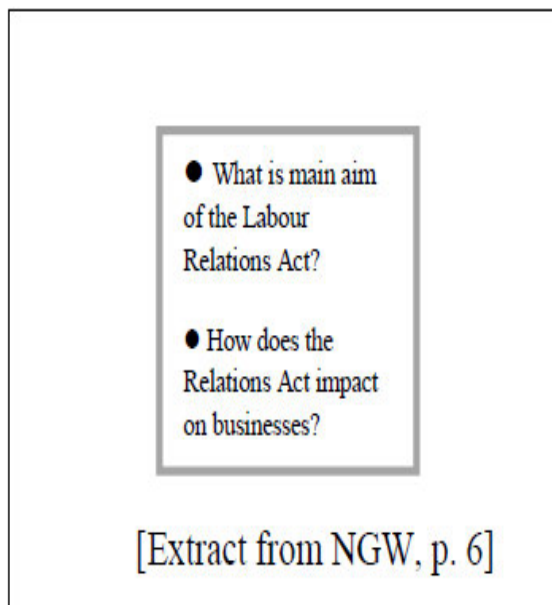 ● What is main aim
of the Labour
Relations Act?
● How does the
Relations Act impact
on businesses?
[Extract from NGW, p. 6]